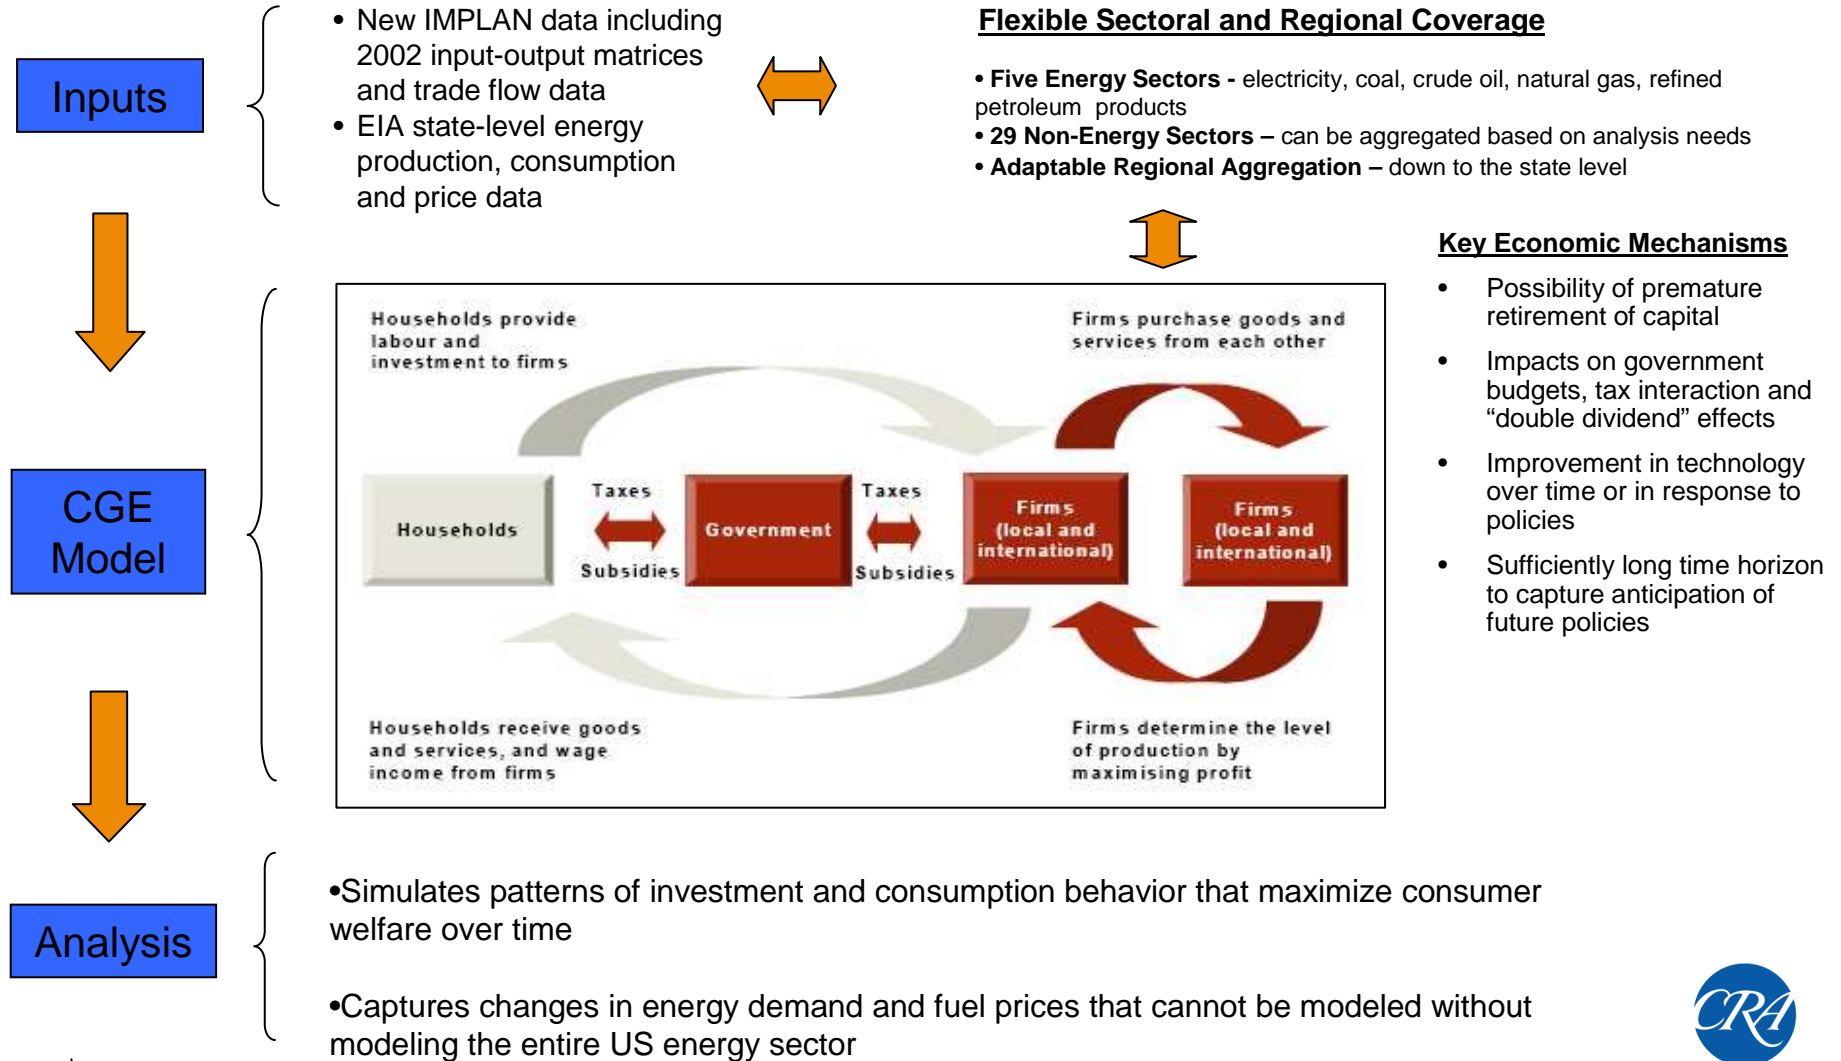 Inputs
• New IMPLAN data including
2002 input-output matrices
and trade flow data
• EIA state-level energy
production, consumption
and price data
Flexible Sectoral and Regional Coverage
• Five Energy Sectors - electricity, coal, crude oil, natural gas, refined
petroleum products
• 29 Non-Energy Sectors – can be aggregated based on analysis needs
• Adaptable Regional Aggregation – down to the state level
Key Economic Mechanisms
• Possibility of premature
retirement of capital
• Impacts on government
budgets, tax interaction and
“double dividend” effects
• Improvement in technology
over time or in response to
policies
• Sufficiently long time horizon
to capture anticipation of
future policies
CGE
Model
Households provide
labour and
investment to firms
Firms purchase goods and
services from each other
Households
Taxes
Subsidies
Government
Taxes
Subsidies
Firms
(local and
international)
Firms
(local and
international)
Households receive goods
and services, and wage
income from firms
Firms determine the level
of production by
maximising profit
Analysis
•Simulates patterns of investment and consumption behavior that maximize consumer
welfare over time
•Captures changes in energy demand and fuel prices that cannot be modeled without
modeling the entire US energy sector
CRA